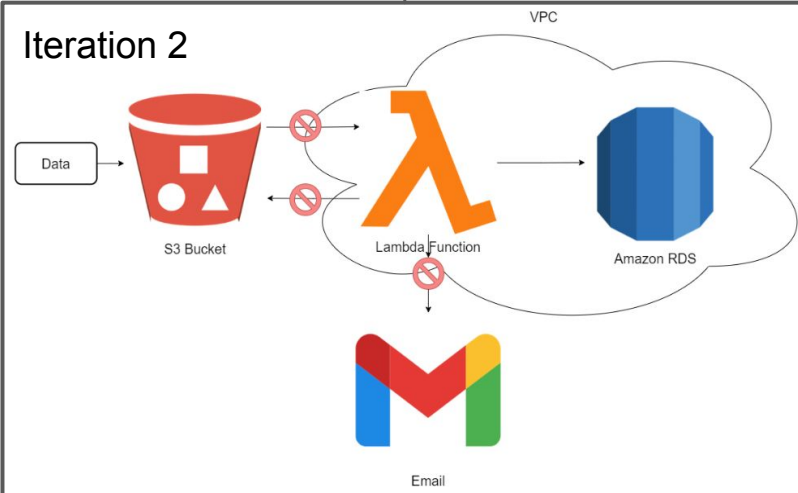 VPC
Iteration 2
Data
S3 Bucket
Lambda Function
Amazon RDS
Email